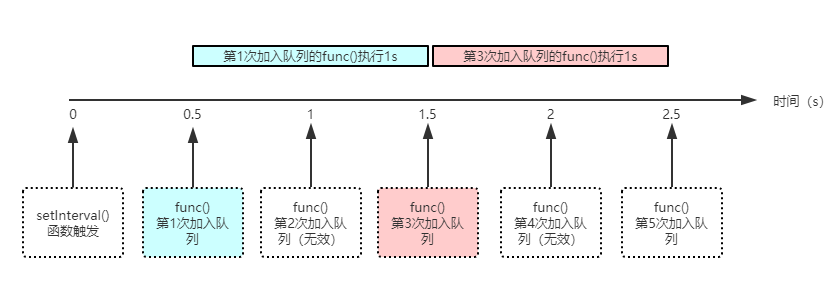 第1次加入队列的func()执行1s
第3次加入队列的func()执行1s
时间（s）
0
0.5
1
1.5
2
2.5
setInterval()
函数触发
func()
第1次加入队
列
func()
第2次加入队
列（无效）
func()
第3次加入队
列
func()
第4次加入队
列（无效）
func()
第5次加入队
列